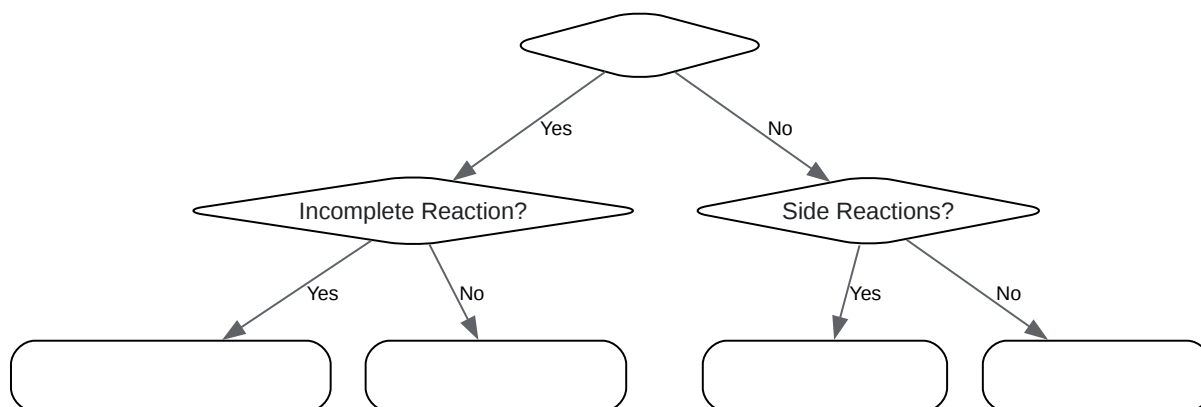 Yes
No
Incomplete Reaction?
Side Reactions?
Yes
No
Yes
No